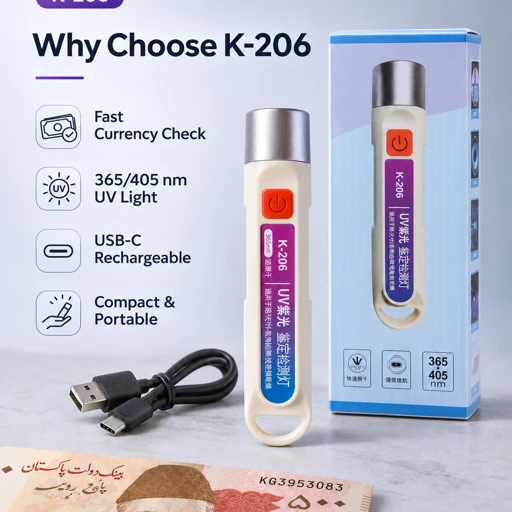 K-206
Why Choose K-206
Fast
Currency Check
365/405 nm
UV Light
UV
USB-C
Rechargeable
Compact &
Portable
K-206
365nm
UV紫光 鉴定检测灯
K-206
UV紫光 鉴定检测灯
365
405
nm
بینک دولت پاکستان
KG3953083
۵۰۰